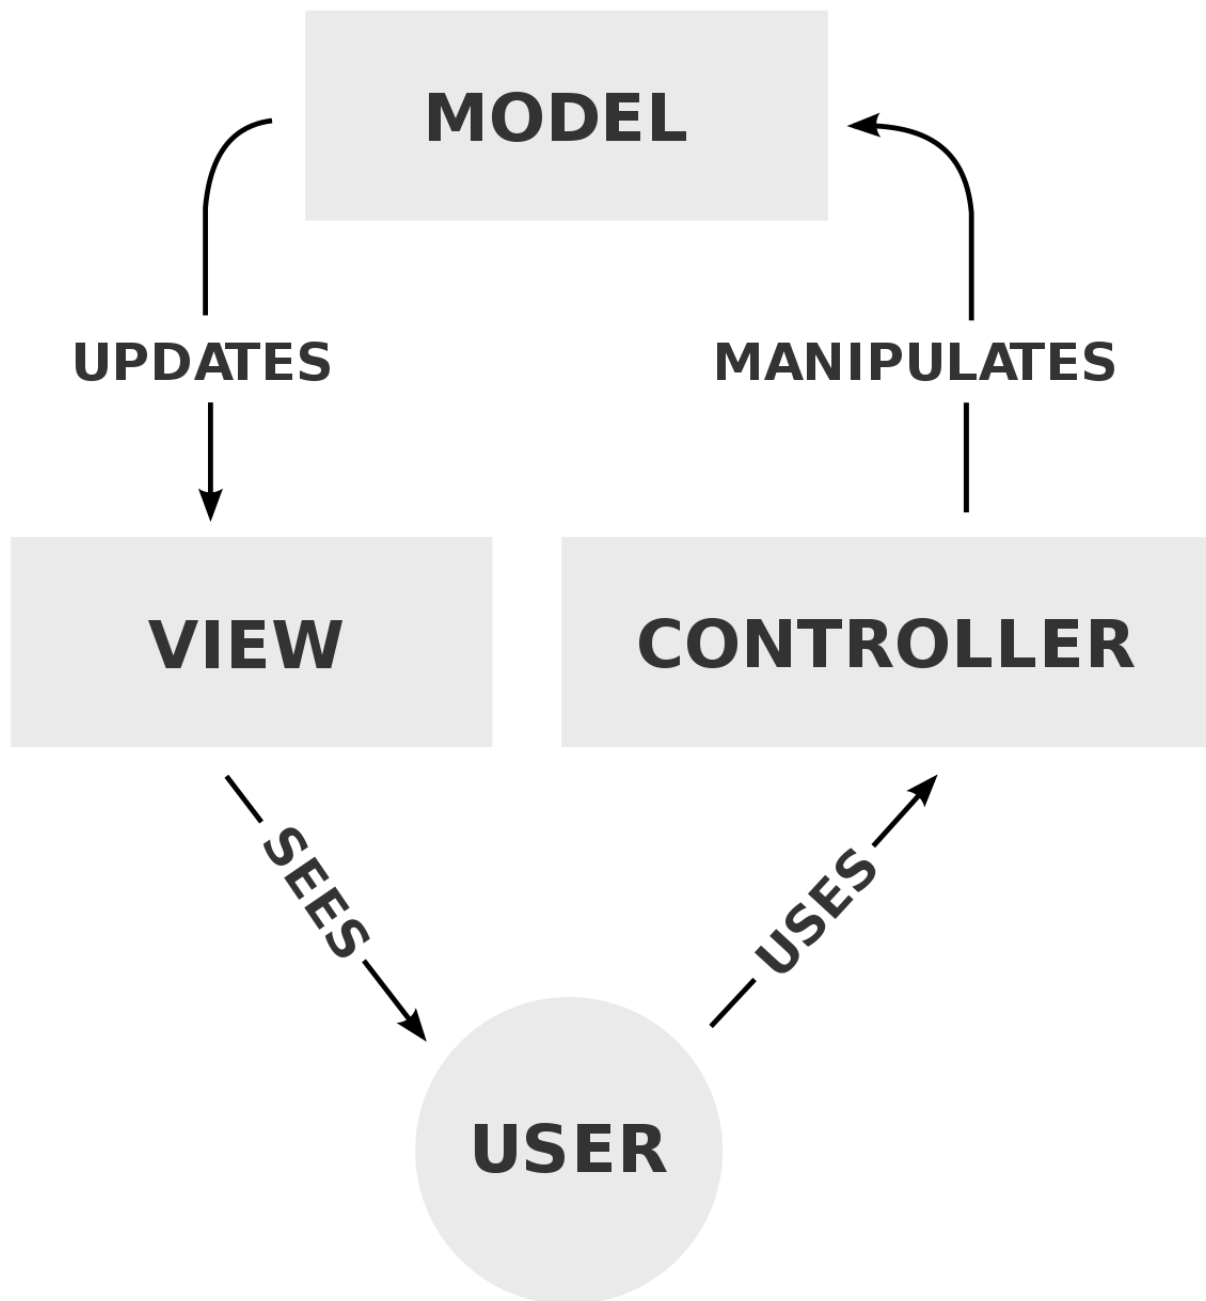 MODEL
UPDATES
MANIPULATES
VIEW
CONTROLLER
SEES
USES
USER